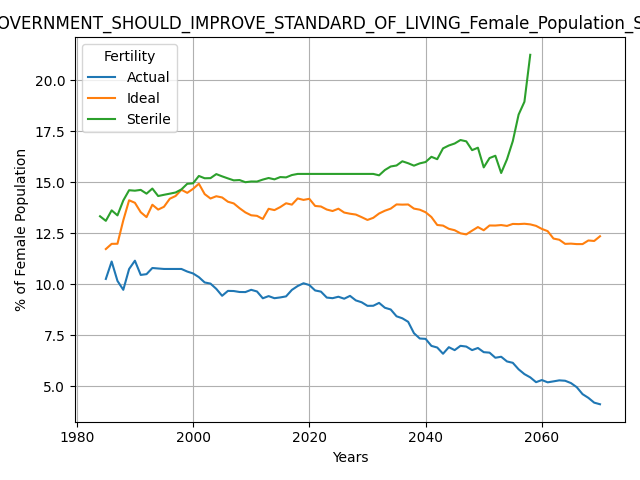 OVERNMENT_SHOULD_IMPROVE_STANDARD_OF_LIVING_Female_Population_S
Fertility
Actual
Ideal
Sterile
20.0
17.5
15.0
12.5
10.0
7.5
5.0
% of Female Population
1980 2000 2020 2040 2060
Years